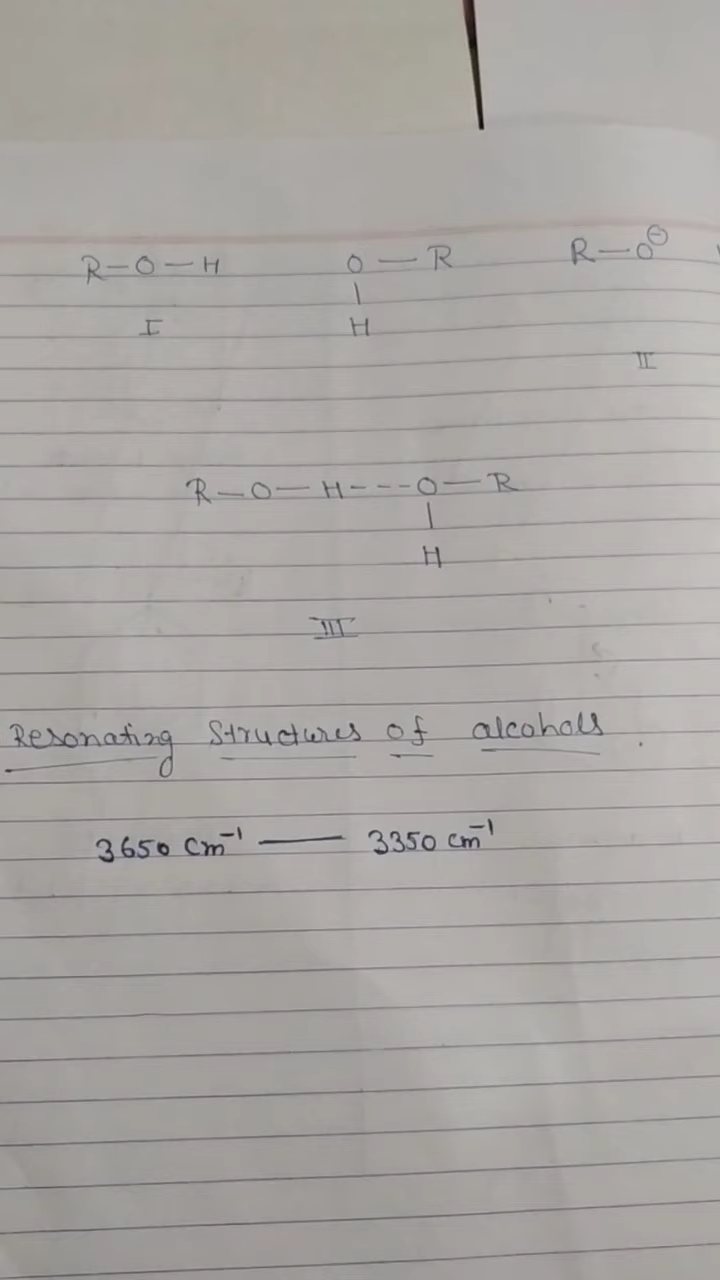 R-O-H O-R R-O⊖
|
I H
II
R-O-H---O-R
|
H
III
Resonating Structures of alcohols.
3650 cm⁻¹ — 3350 cm⁻¹